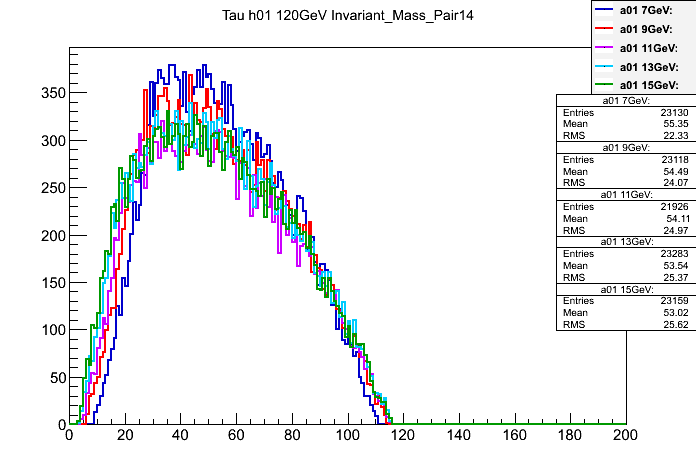 Tau h01 120GeV Invariant_Mass_Pair14
a01 7GeV:
a01 9GeV:
a01 11GeV:
a01 13GeV:
a01 15GeV:
a01 7GeV:
Entries 23130
Mean 55.35
RMS 22.33
a01 9GeV:
Entries 23118
Mean 54.49
RMS 24.07
a01 11GeV:
Entries 21926
Mean 54.11
RMS 24.97
a01 13GeV:
Entries 23283
Mean 53.54
RMS 25.37
a01 15GeV:
Entries 23159
Mean 53.02
RMS 25.62
350
300
250
200
150
100
50
0
0 20 40 60 80 100 120 140 160 180 200